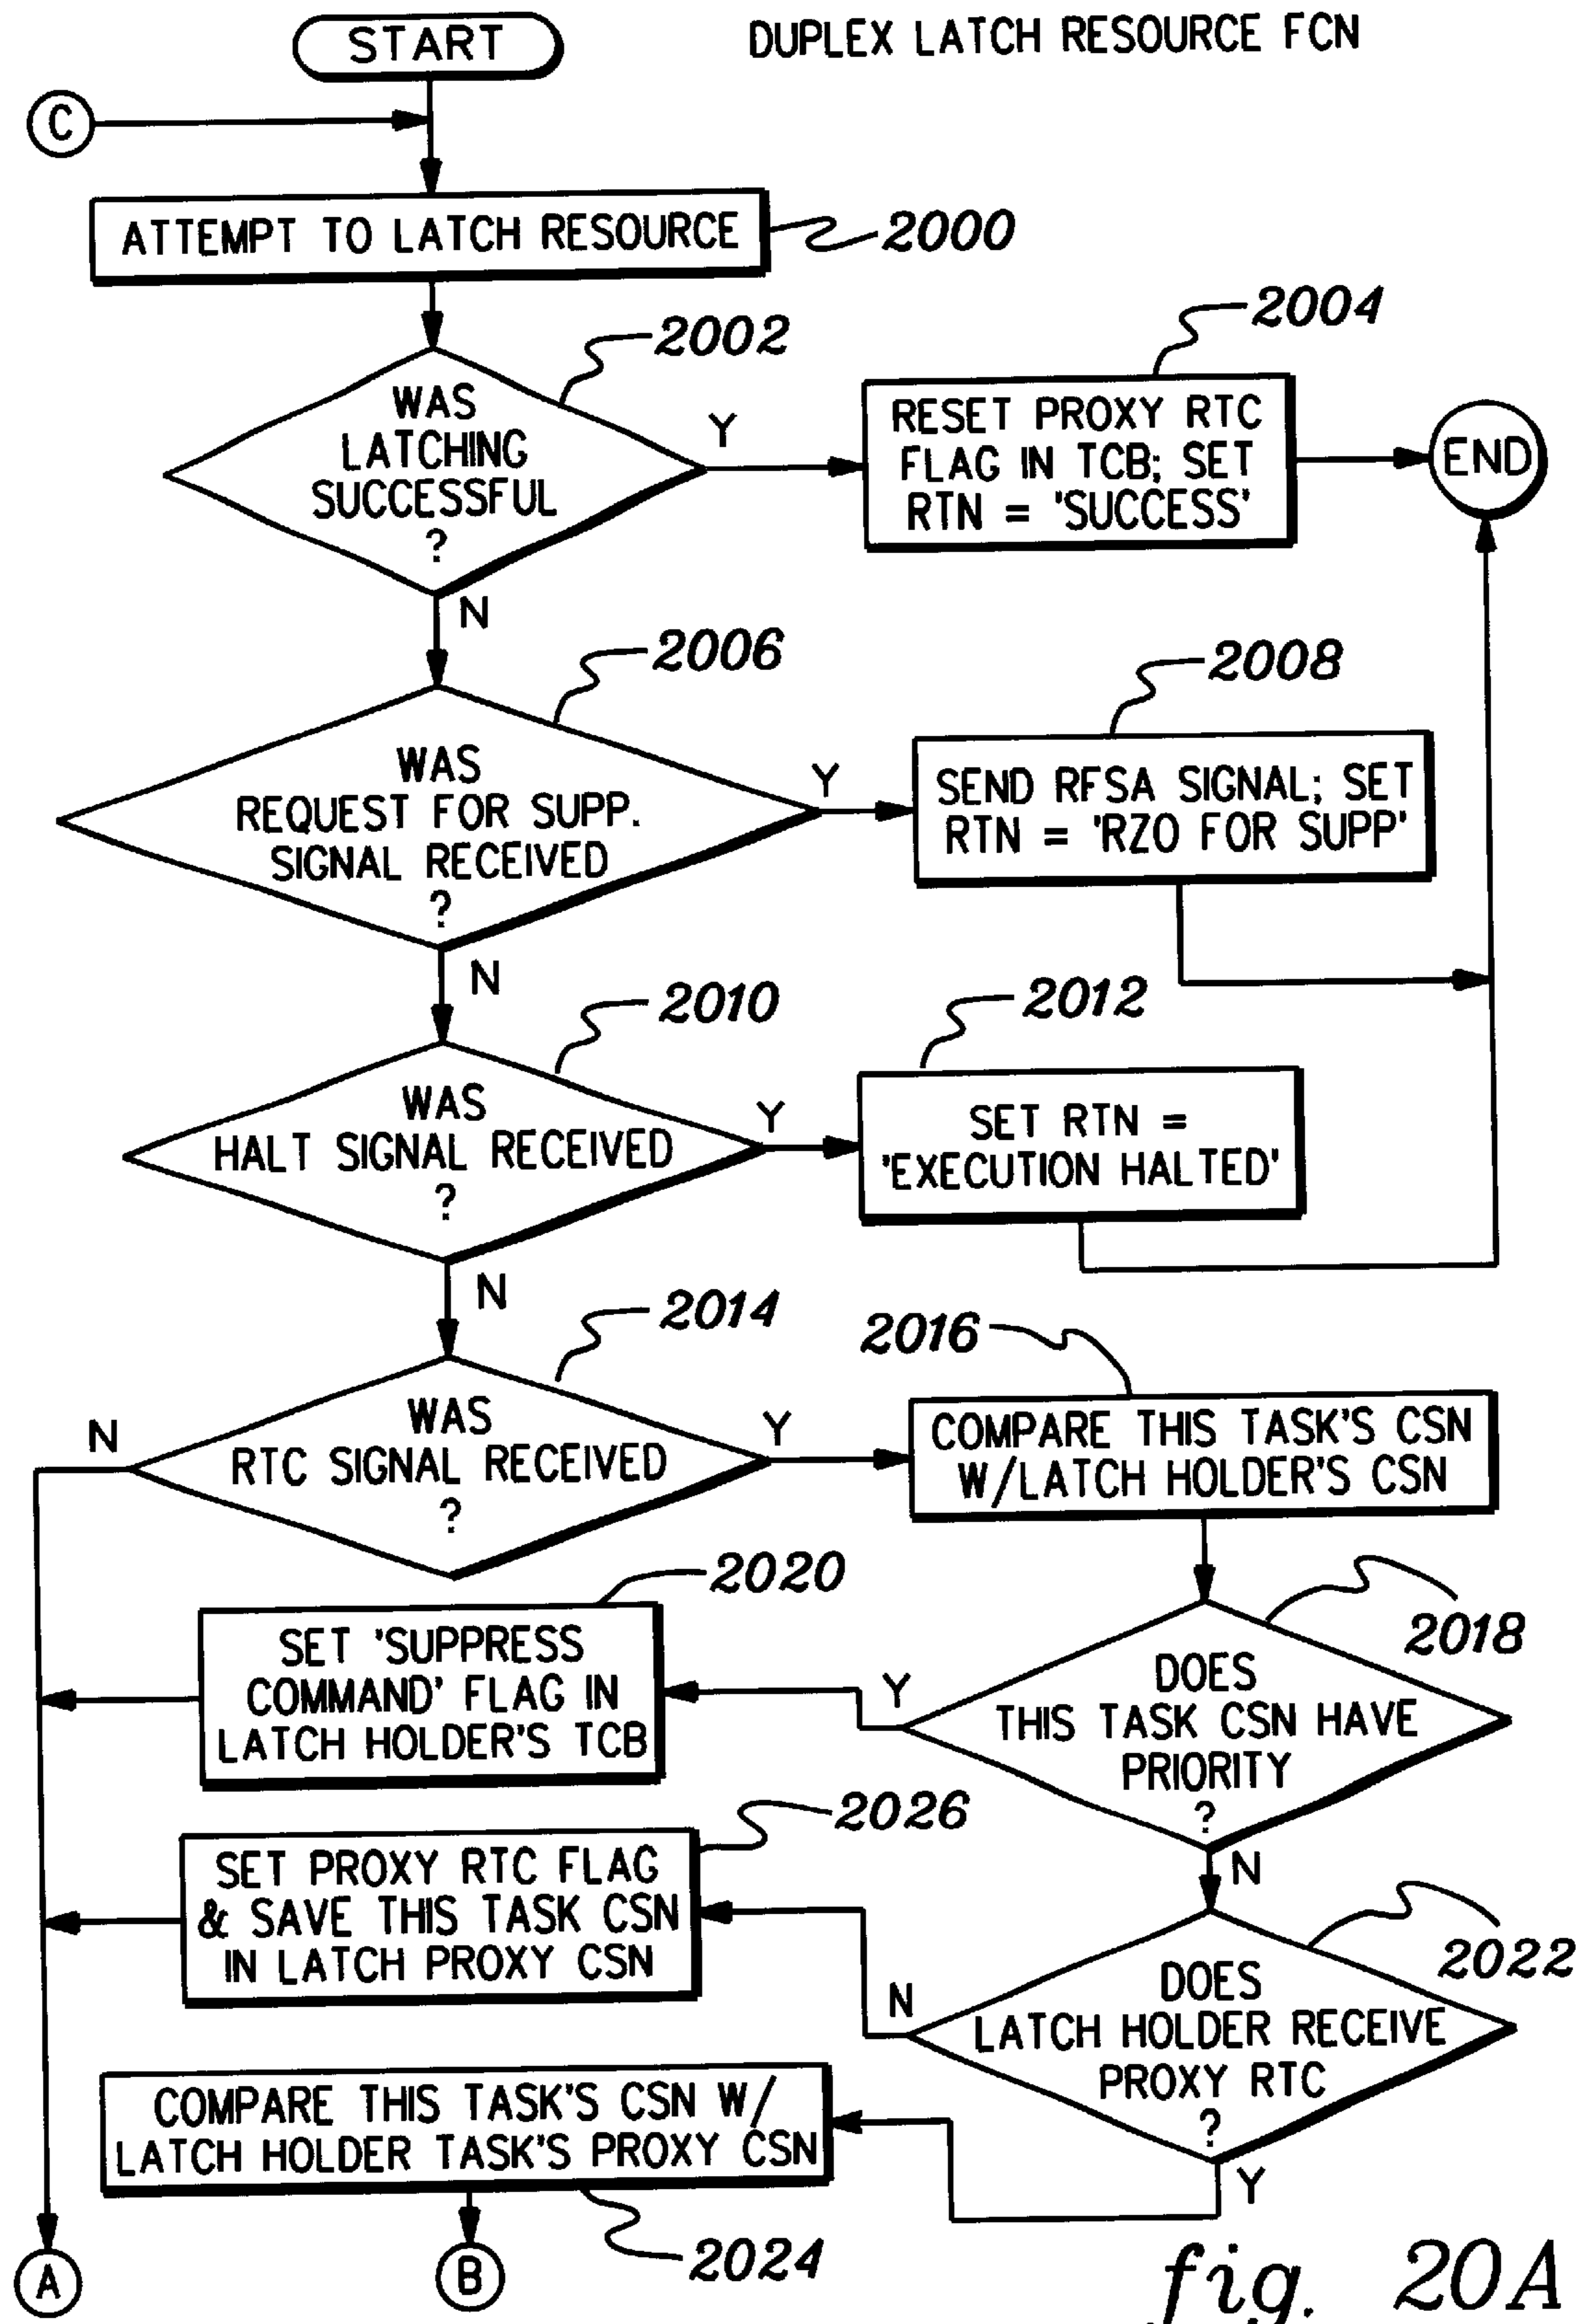 START
DUPLEX LATCH RESOURCE FCN
C
ATTEMPT TO LATCH RESOURCE
2000
2002
WAS
LATCHING
SUCCESSFUL
?
Y
N
2004
RESET PROXY RTC
FLAG IN TCB; SET
RTN = 'SUCCESS'
END
2006
WAS
REQUEST FOR SUPP.
SIGNAL RECEIVED
?
Y
N
2008
SEND RFSA SIGNAL; SET
RTN = 'RZO FOR SUPP'
2010
WAS
HALT SIGNAL RECEIVED
?
Y
N
2012
SET RTN =
'EXECUTION HALTED'
2014
WAS
RTC SIGNAL RECEIVED
?
N
Y
2016
COMPARE THIS TASK'S CSN
W/LATCH HOLDER'S CSN
2018
DOES
THIS TASK CSN HAVE
PRIORITY
?
Y
N
2020
SET 'SUPPRESS
COMMAND' FLAG IN
LATCH HOLDER'S TCB
2022
DOES
LATCH HOLDER RECEIVE
PROXY RTC
?
N
Y
2026
SET PROXY RTC FLAG
& SAVE THIS TASK CSN
IN LATCH PROXY CSN
COMPARE THIS TASK'S CSN W/
LATCH HOLDER TASK'S PROXY CSN
2024
A
B
fig. 20A